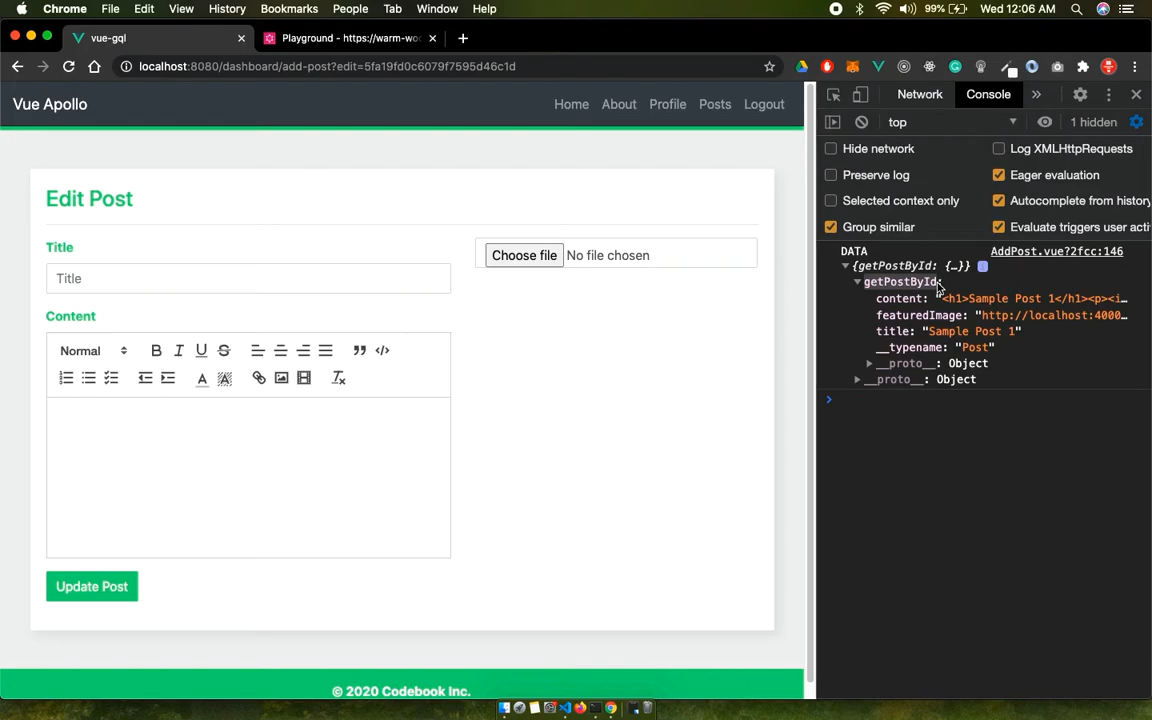 Chrome File Edit View History Bookmarks People Tab Window Help 99% Wed 12:06 AM
vue-gql Playground - https://warm-wo
localhost:8080/dashboard/add-post?edit=5fa19fd0c6079f7595d46c1d
Vue Apollo Home About Profile Posts Logout
Edit Post
Title
Title
Choose file No file chosen
Content
Normal
Update Post
© 2020 Codebook Inc.
Network Console
top 1 hidden
Hide network Log XMLHttpRequests
Preserve log Eager evaluation
Selected context only Autocomplete from history
Group similar Evaluate triggers user acti
DATA AddPost.vue?2fcc:146
{getPostById: {…}}
getPostById:
content: "<h1>Sample Post 1</h1><p><i…
featuredImage: "http://localhost:4000…
title: "Sample Post 1"
__typename: "Post"
__proto__: Object
__proto__: Object